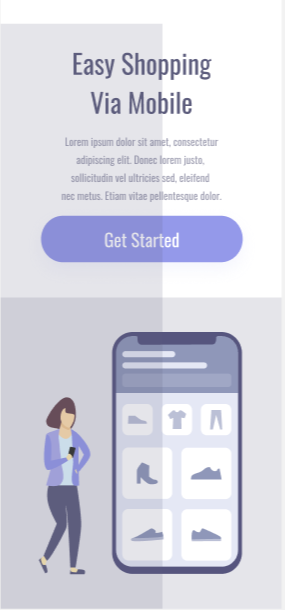 Easy Shopping
Via Mobile
Lorem ipsum dolor sit amet, consectetur
adipiscing elit. Donec lorem justo,
sollicitudin vel ultricies sed, eleifend
nec metus. Etiam vitae pellentesque dolor.
Get Started